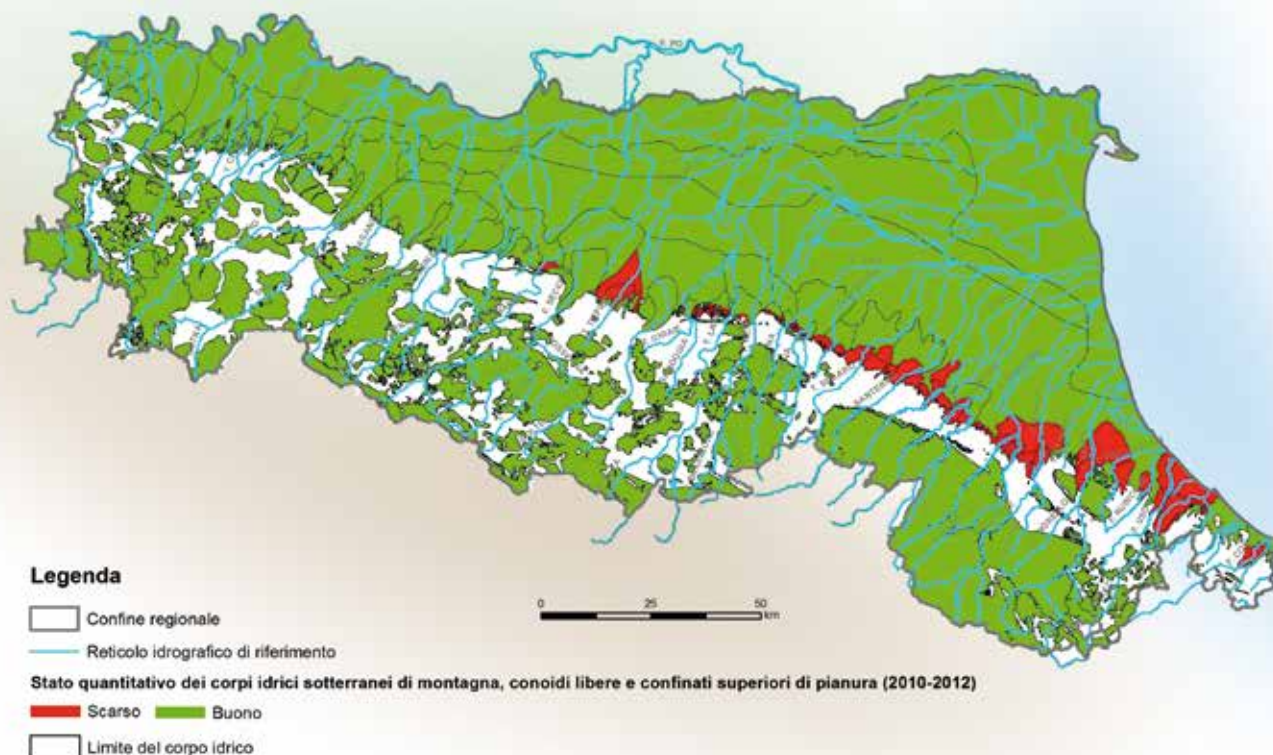 F. PO
Legenda
0 25 50
km
Confine regionale
Reticolo idrografico di riferimento
Stato quantitativo dei corpi idrici sotterranei di montagna, conoidi libere e confinati superiori di pianura (2010-2012)
Scarso Buono
Limite del corpo idrico